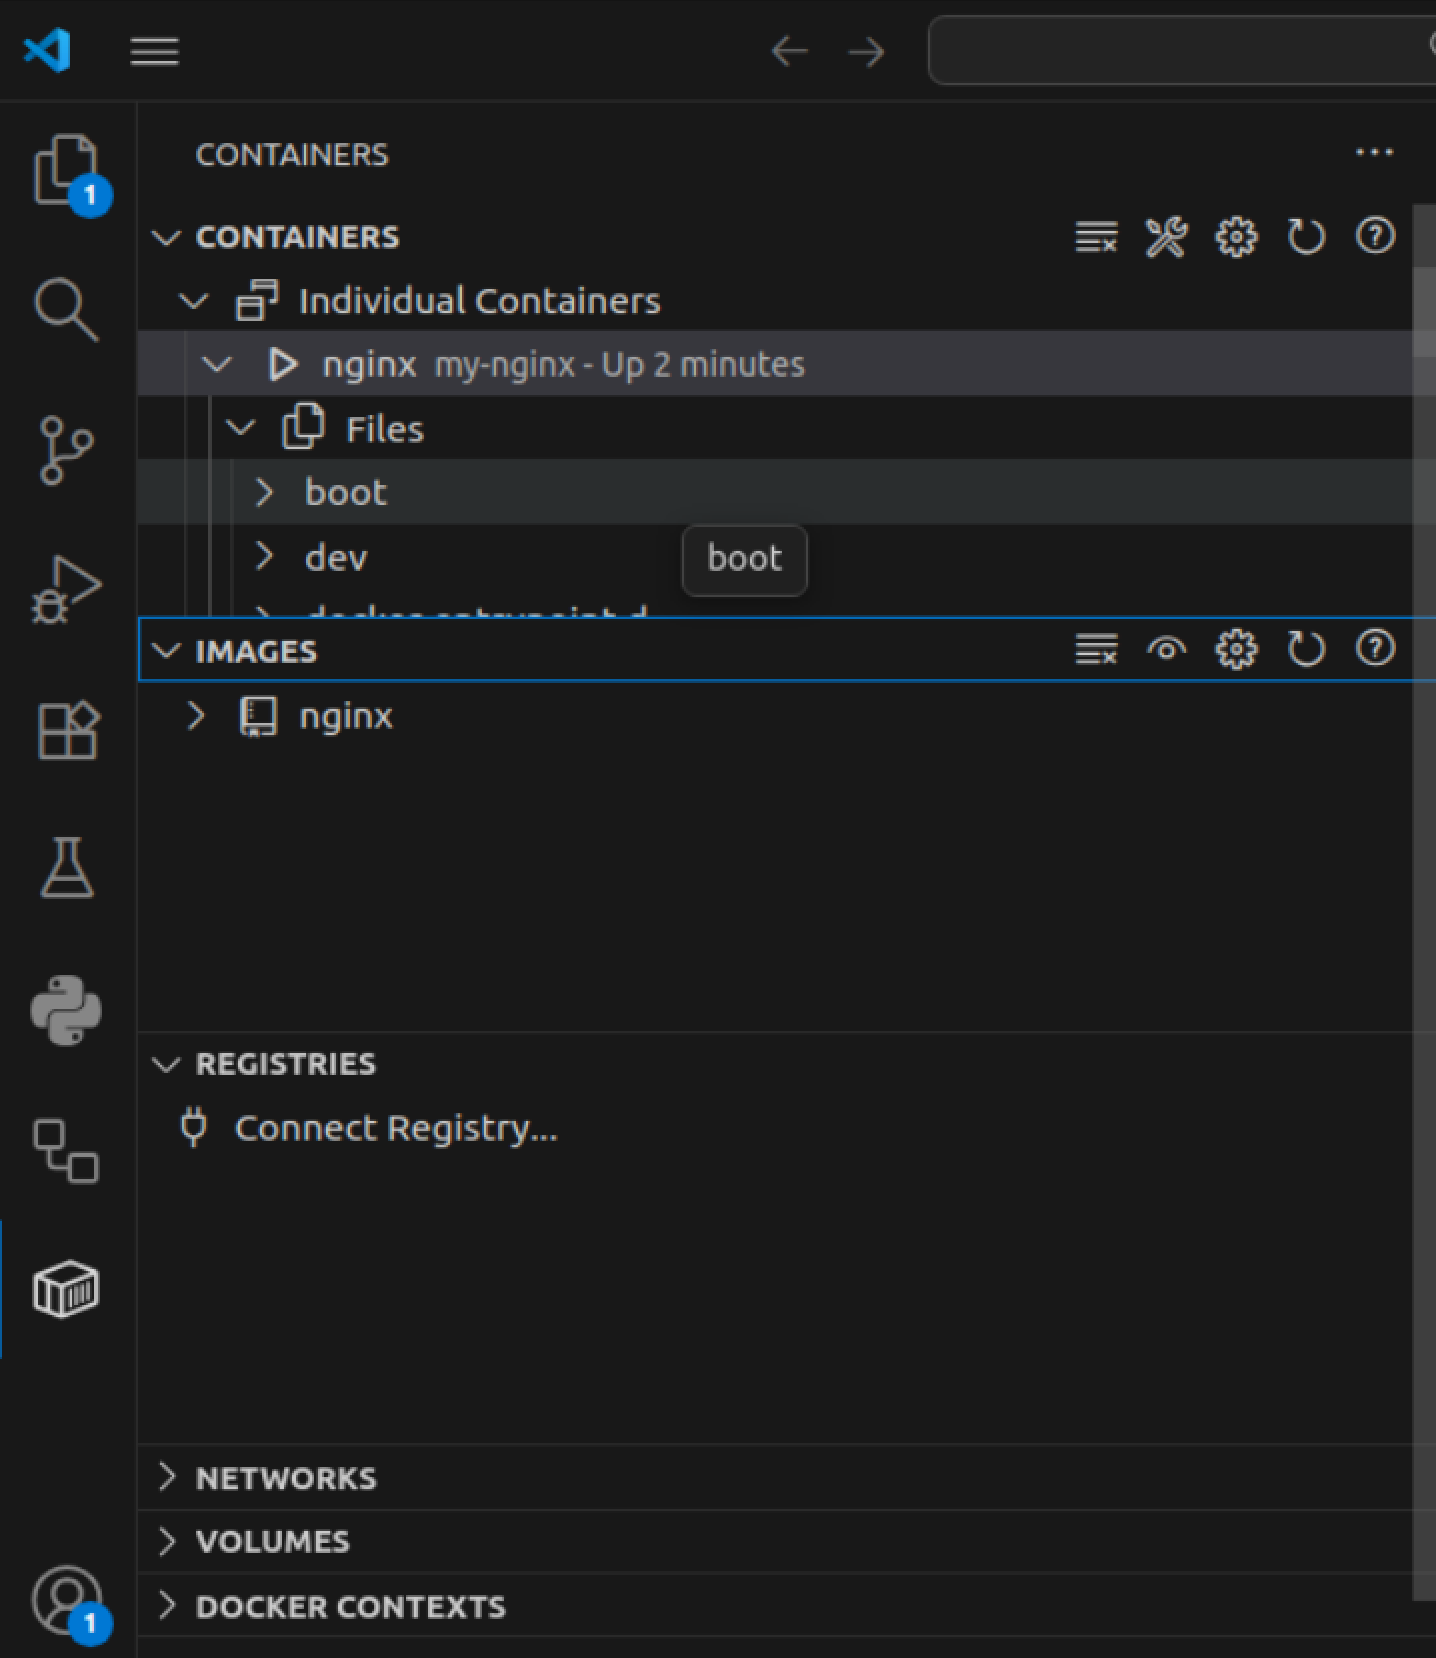 CONTAINERS
CONTAINERS
Individual Containers
nginx my-nginx - Up 2 minutes
Files
boot
dev
boot
IMAGES
nginx
REGISTRIES
Connect Registry...
NETWORKS
VOLUMES
DOCKER CONTEXTS
1
1